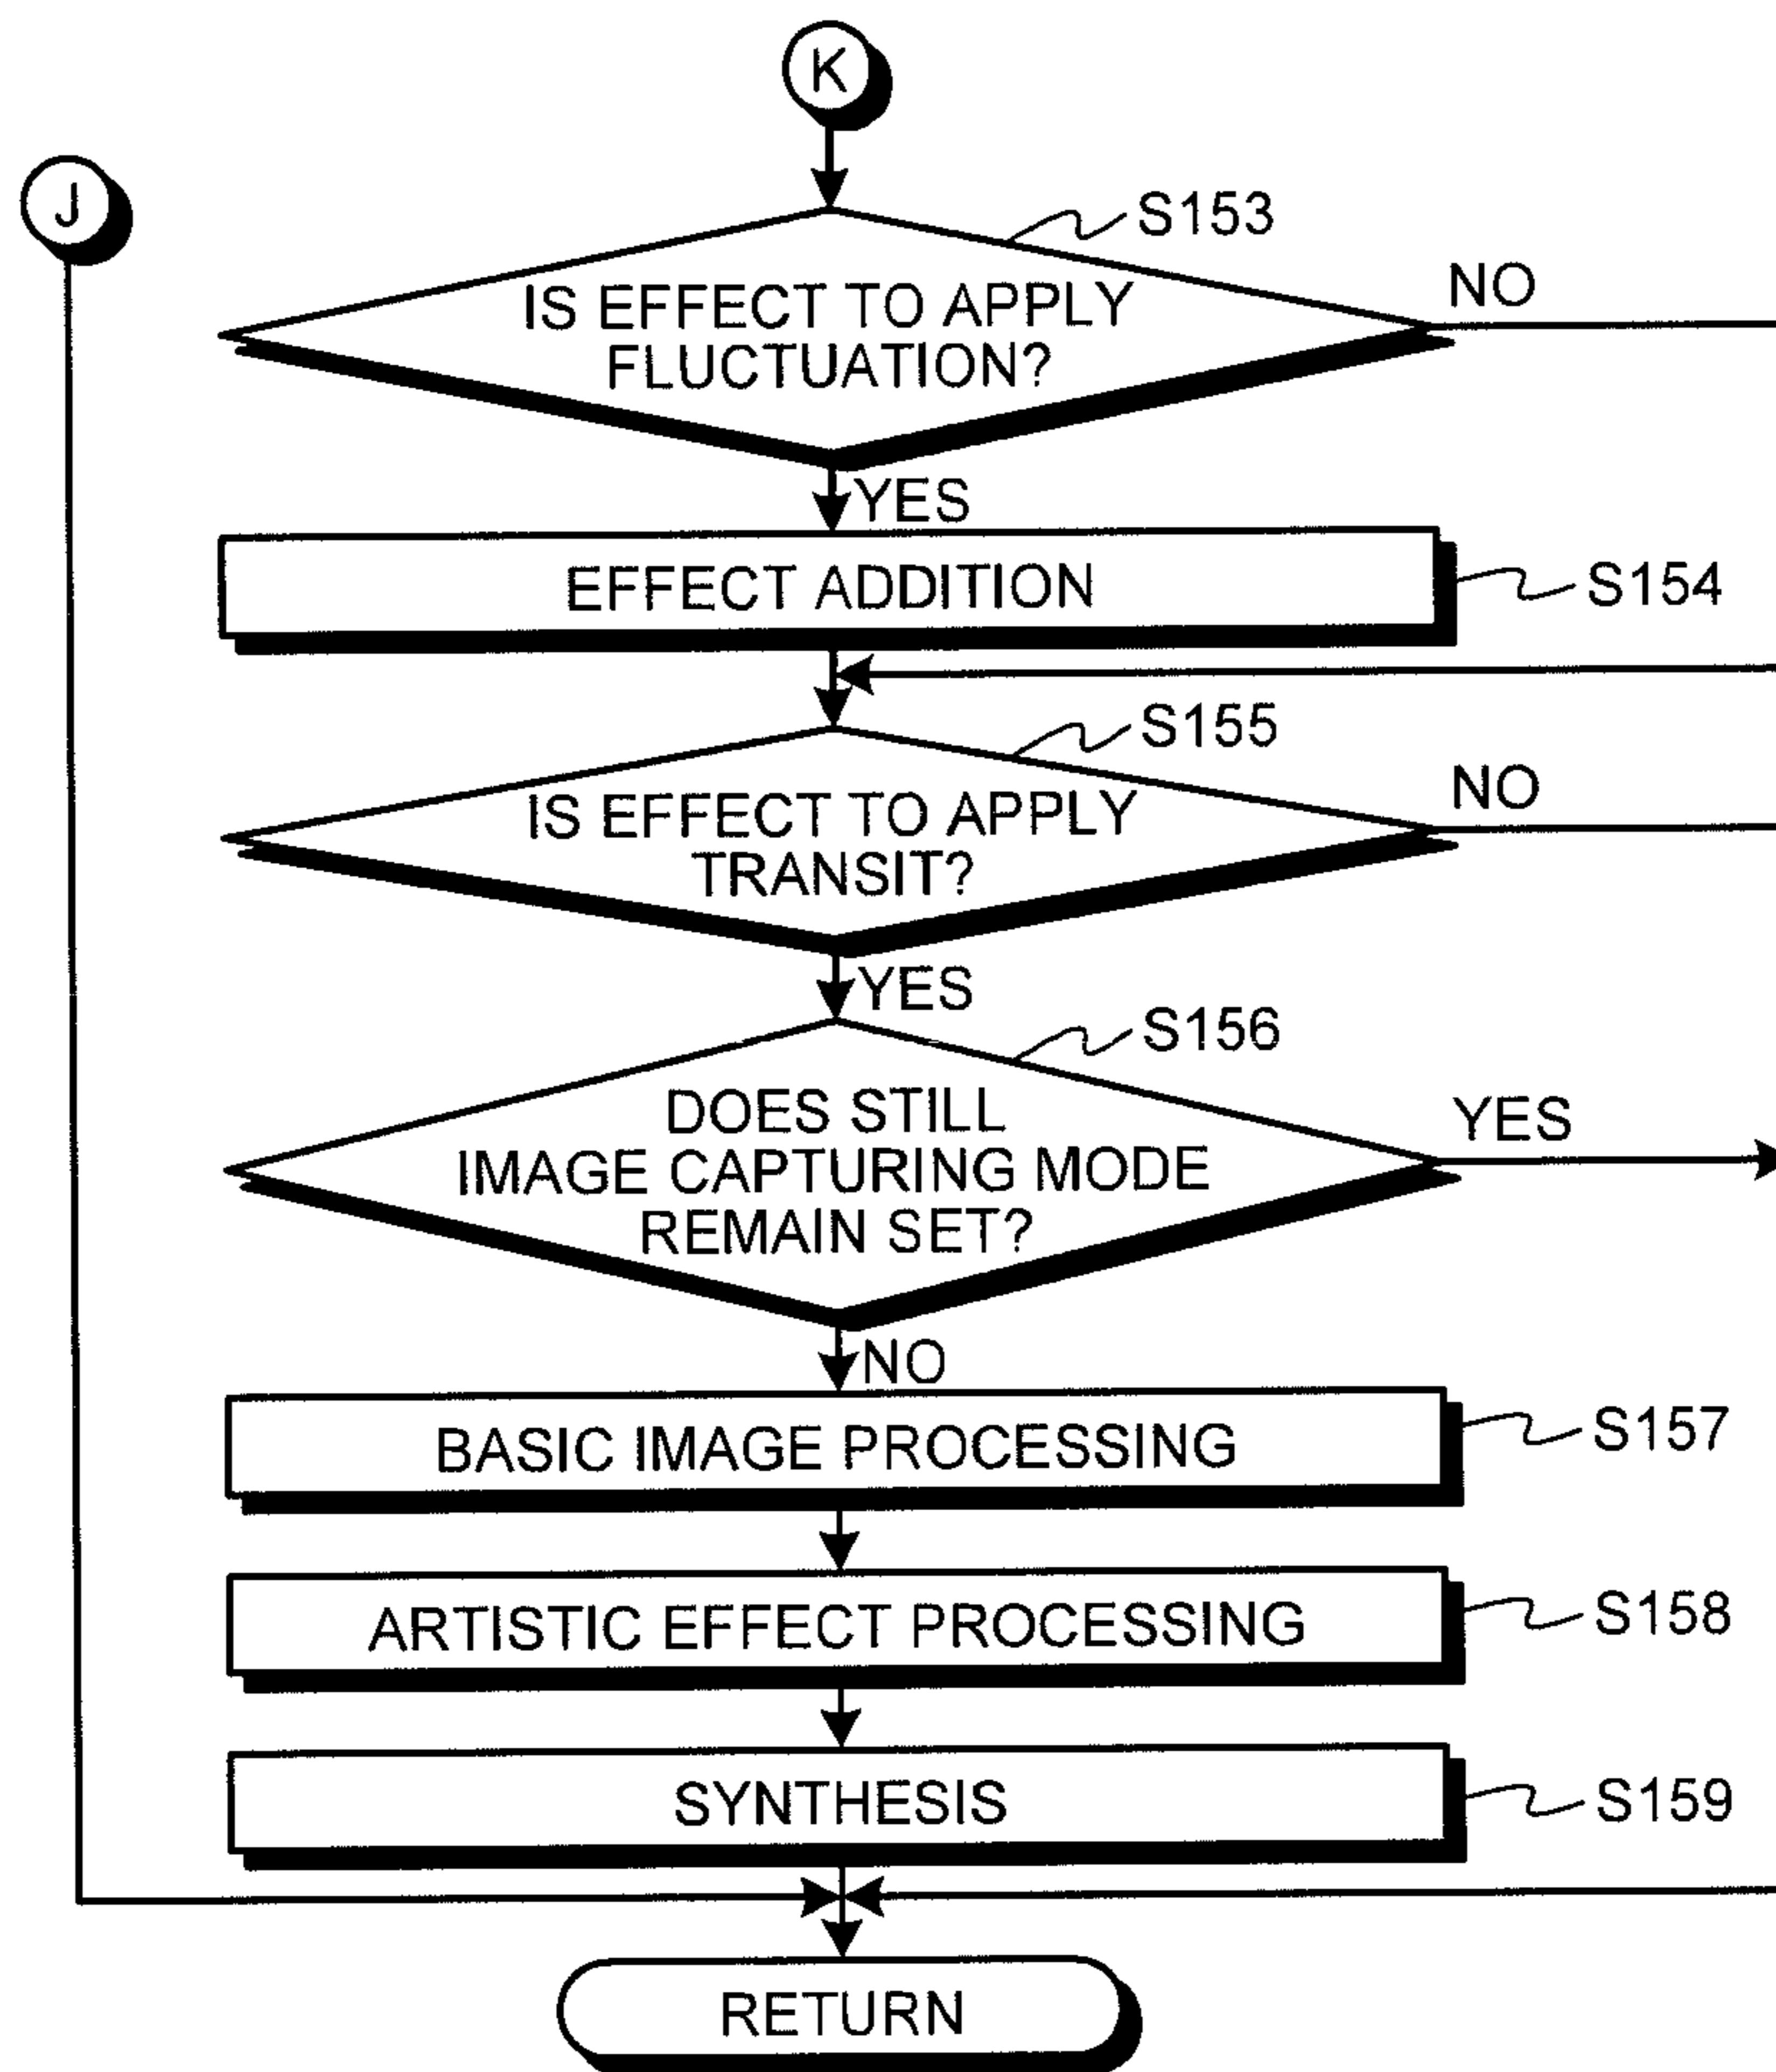 K
J
S153
IS EFFECT TO APPLY
FLUCTUATION?
NO
YES
EFFECT ADDITION
S154
S155
IS EFFECT TO APPLY
TRANSIT?
NO
YES
S156
DOES STILL
IMAGE CAPTURING MODE
REMAIN SET?
YES
NO
BASIC IMAGE PROCESSING
S157
ARTISTIC EFFECT PROCESSING
S158
SYNTHESIS
S159
RETURN